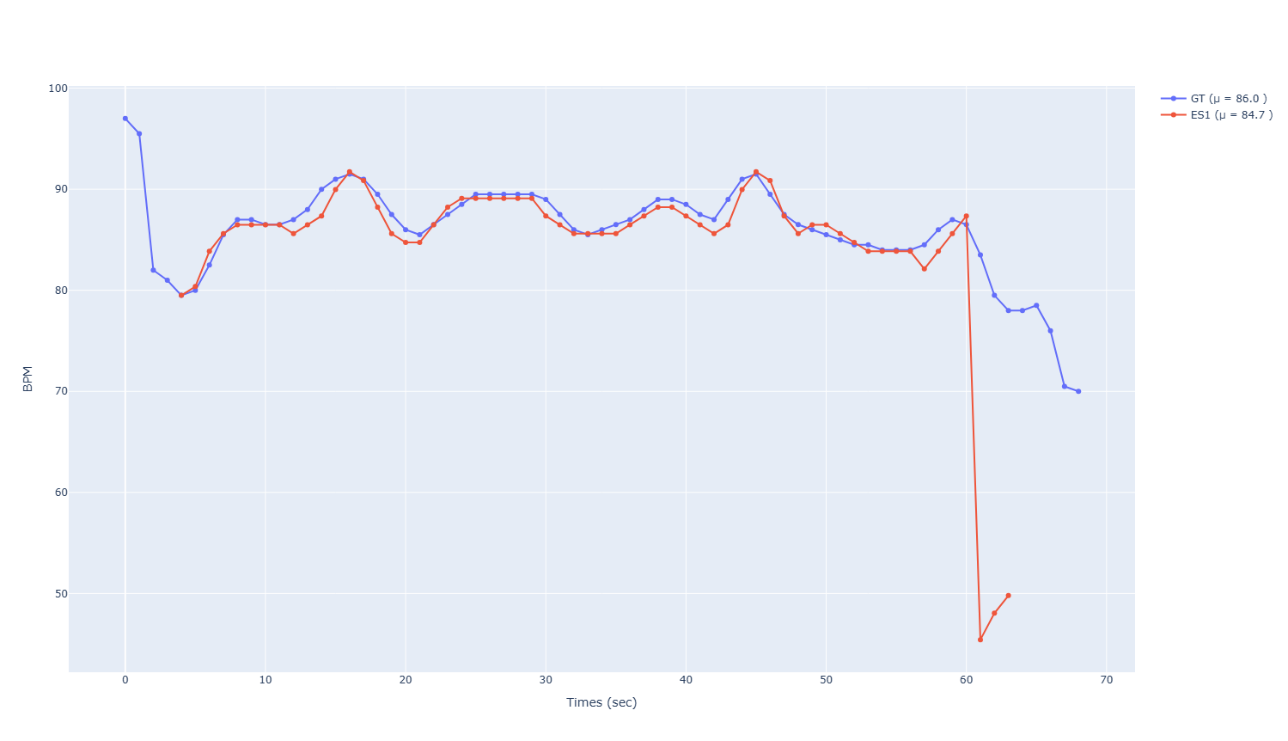 100
90
80
70
60
50
BPM
0 10 20 30 40 50 60 70
Times (sec)
GT (μ = 86.0 )
ES1 (μ = 84.7 )